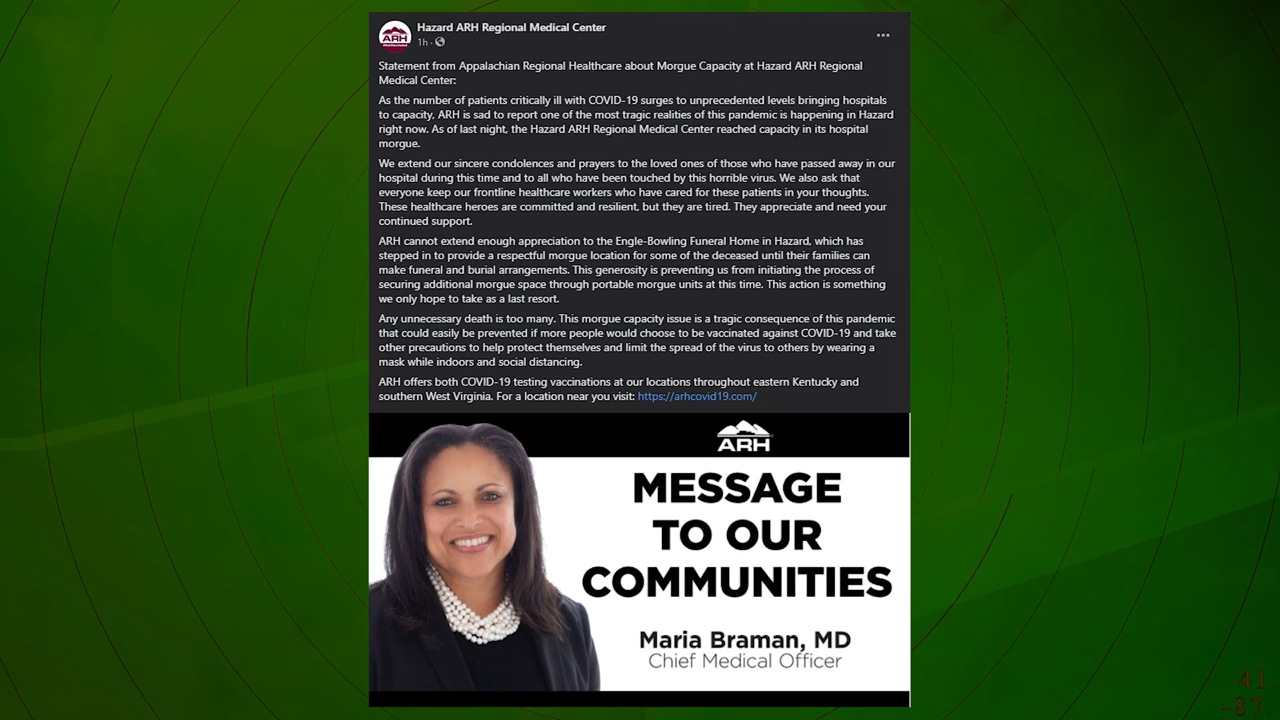 Hazard ARH Regional Medical Center
1h ·
ARH
Statement from Appalachian Regional Healthcare about Morgue Capacity at Hazard ARH Regional
Medical Center:
As the number of patients critically ill with COVID-19 surges to unprecedented levels bringing hospitals
to capacity, ARH is sad to report one of the most tragic realities of this pandemic is happening in Hazard
right now. As of last night, the Hazard ARH Regional Medical Center reached capacity in its hospital
morgue.
We extend our sincere condolences and prayers to the loved ones of those who have passed away in our
hospital during this time and to all who have been touched by this horrible virus. We also ask that
everyone keep our frontline healthcare workers who have cared for these patients in your thoughts.
These healthcare heroes are committed and resilient, but they are tired. They appreciate and need your
continued support.
ARH cannot extend enough appreciation to the Engle-Bowling Funeral Home in Hazard, which has
stepped in to provide a respectful morgue location for some of the deceased until their families can
make funeral and burial arrangements. This generosity is preventing us from initiating the process of
securing additional morgue space through portable morgue units at this time. This action is something
we only hope to take as a last resort.
Any unnecessary death is too many. This morgue capacity issue is a tragic consequence of this pandemic
that could easily be prevented if more people would choose to be vaccinated against COVID-19 and take
other precautions to help protect themselves and limit the spread of the virus to others by wearing a
mask while indoors and social distancing.
ARH offers both COVID-19 testing vaccinations at our locations throughout eastern Kentucky and
southern West Virginia. For a location near you visit: https://arhcovid19.com/
ARH
MESSAGE
TO OUR
COMMUNITIES
Maria Braman, MD
Chief Medical Officer
41
-87